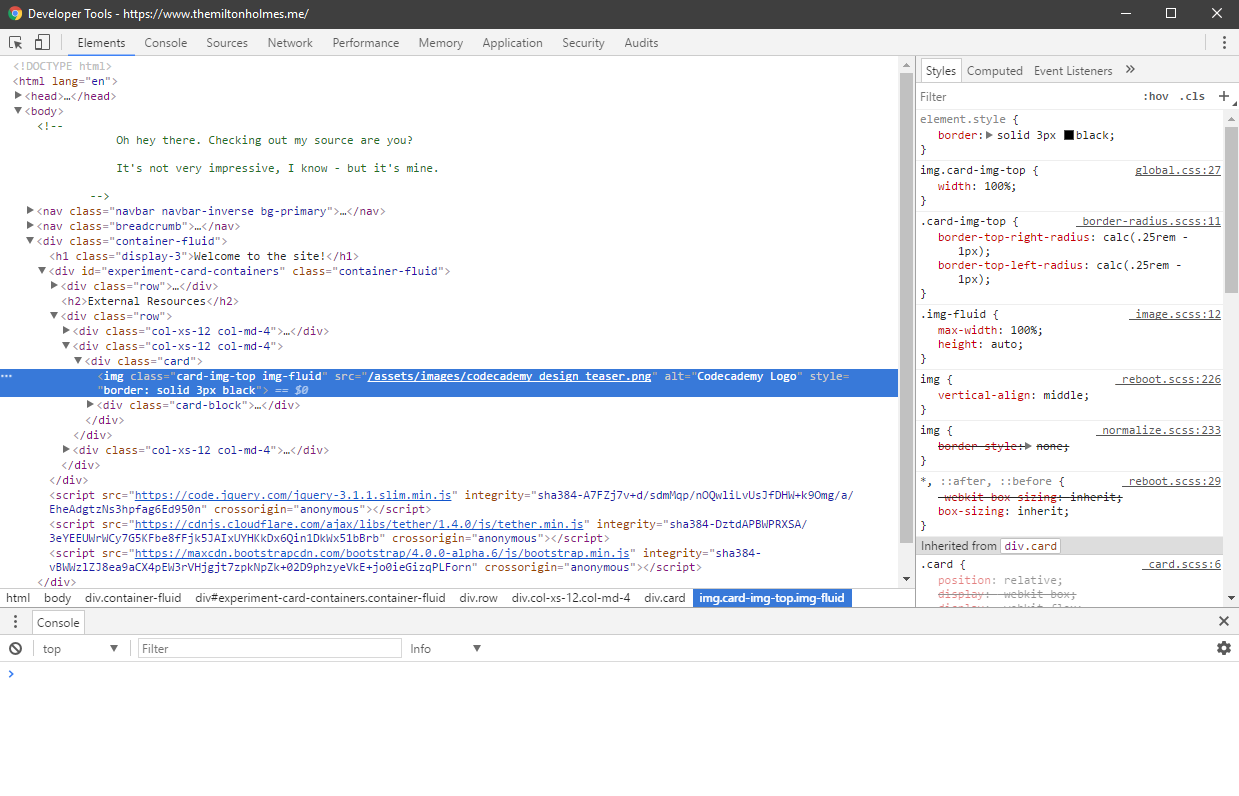 Developer Tools - https://www.themiltonholmes.me/
Elements Console Sources Network Performance Memory Application Security Audits
<!DOCTYPE html>
<html lang="en">
<head>…</head>
<body>
<!--
Oh hey there. Checking out my source are you?
It's not very impressive, I know - but it's mine.
-->
<nav class="navbar navbar-inverse bg-primary">…</nav>
<nav class="breadcrumb">…</nav>
<div class="container-fluid">
<h1 class="display-3">Welcome to the site!</h1>
<div id="experiment-card-containers" class="container-fluid">
<div class="row">…</div>
<h2>External Resources</h2>
<div class="row">
<div class="col-xs-12 col-md-4">…</div>
<div class="col-xs-12 col-md-4">
<div class="card">
<img class="card-img-top img-fluid" src="/assets/images/codecademy_design_teaser.png" alt="Codecademy Logo" style=
"border: solid 3px black"> == $0
<div class="card-block">…</div>
</div>
</div>
<div class="col-xs-12 col-md-4">…</div>
</div>
</div>
<script src="https://code.jquery.com/jquery-3.1.1.slim.min.js" integrity="sha384-A7FZj7v+d/sdmMqp/nOQwliLvUsJfDHW+k9Omg/a/
EheAdgtzNs3hpfag6Ed950n" crossorigin="anonymous"></script>
<script src="https://cdnjs.cloudflare.com/ajax/libs/tether/1.4.0/js/tether.min.js" integrity="sha384-DztdAPBWPRXSA/
3eYEEUWrWCy7G5KFbe8fFjk5JAIxUYHKkDx6Qin1DkWx51bBrb" crossorigin="anonymous"></script>
<script src="https://maxcdn.bootstrapcdn.com/bootstrap/4.0.0-alpha.6/js/bootstrap.min.js" integrity="sha384-
vBWWzlZJ8ea9aCX4pEW3rVHjgjt7zpkNpZk+02D9phzyeVkE+jo0ieGizqPLForn" crossorigin="anonymous"></script>
</div>
html body div.container-fluid div#experiment-card-containers.container-fluid div.row div.col-xs-12.col-md-4 div.card img.card-img-top.img-fluid
Styles Computed Event Listeners »
Filter :hov .cls +
element.style {
border: solid 3px black;
}
img.card-img-top { global.css:27
width: 100%;
}
.card-img-top { _border-radius.scss:11
border-top-right-radius: calc(.25rem -
1px);
border-top-left-radius: calc(.25rem -
1px);
}
.img-fluid { _image.scss:12
max-width: 100%;
height: auto;
}
img { _reboot.scss:226
vertical-align: middle;
}
img { _normalize.scss:233
border-style: none;
}
*, ::after, ::before { _reboot.scss:29
-webkit-box-sizing: inherit;
box-sizing: inherit;
}
Inherited from div.card
.card { _card.scss:6
position: relative;
display: -webkit-box;
display: -webkit-flex;
Console
top Filter Info